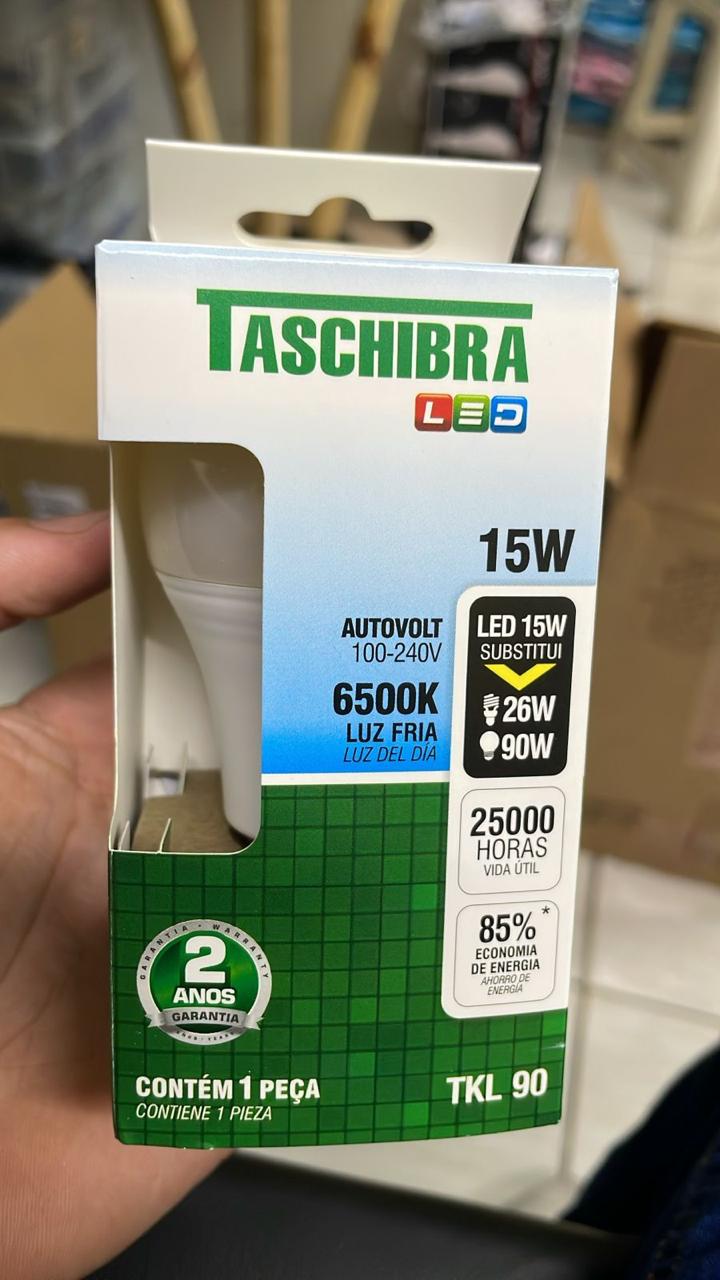 TASCHIBRA
LED
15W
AUTOVOLT
100-240V
6500K
LUZ FRIA
LUZ DEL DÍA
LED 15W
SUBSTITUI
26W
90W
25000
HORAS
VIDA ÚTIL
85%*
ECONOMIA
DE ENERGIA
AHORRO DE
ENERGÍA
GARANTIA - WARRANTY
2
ANOS
GARANTIA
CONTÉM 1 PEÇA
CONTIENE 1 PIEZA
TKL 90